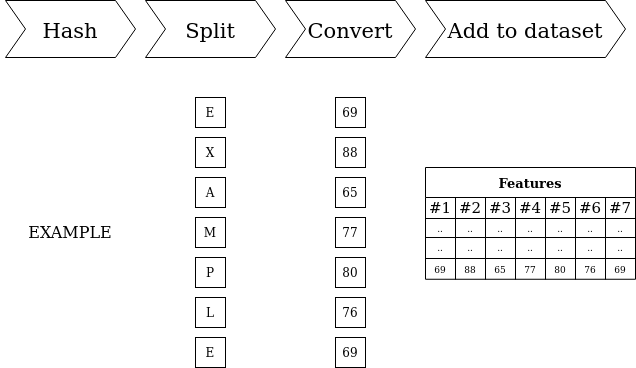 Hash Split Convert Add to dataset
E 69
X 88
A 65
Features
#1 #2 #3 #4 #5 #6 #7
EXAMPLE M 77 .. .. .. .. .. .. ..
.. .. .. .. .. .. ..
P 80 69 88 65 77 80 76 69
L 76
E 69